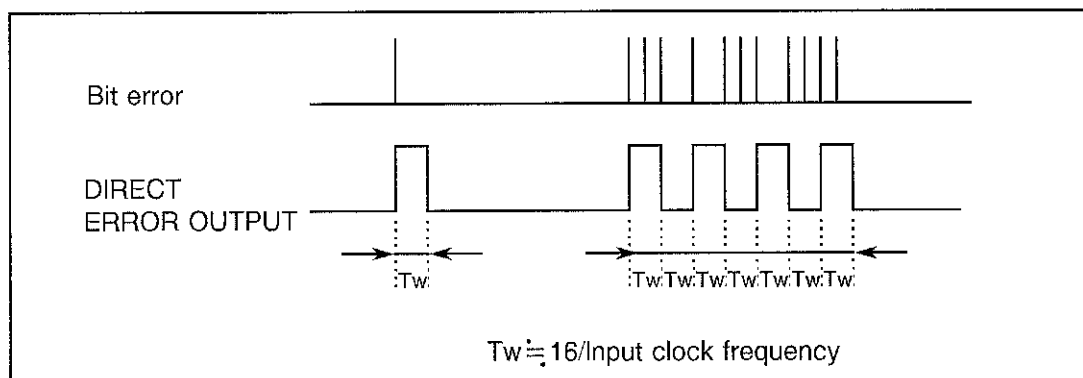 Bit error
DIRECT
ERROR OUTPUT
Tw
Tw Tw Tw Tw Tw Tw Tw
Tw ≒ 16/Input clock frequency